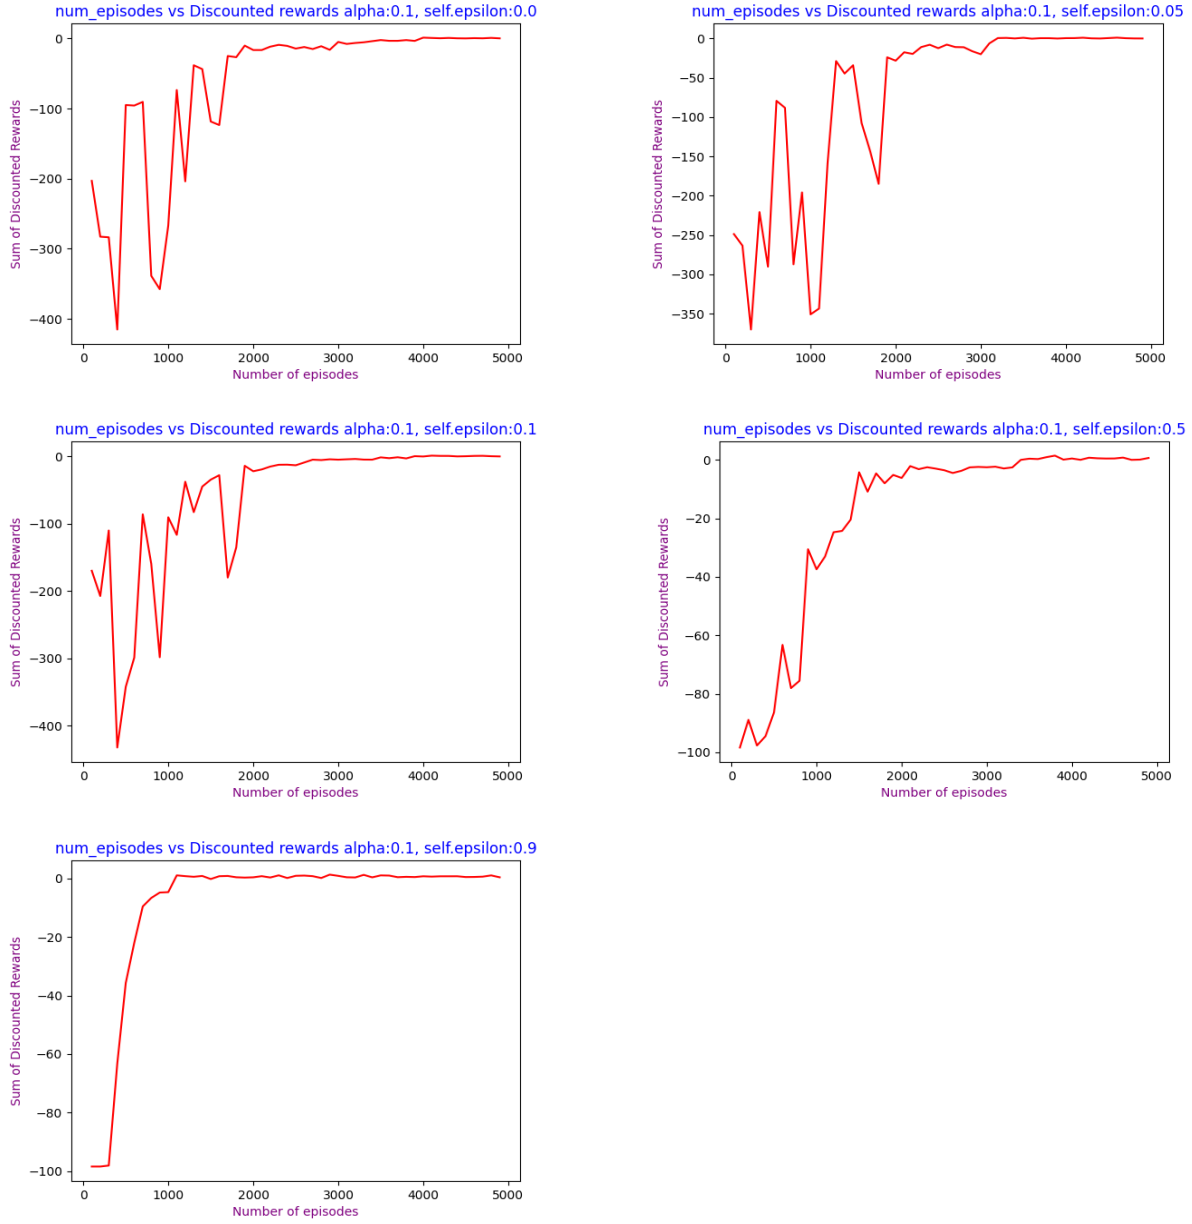 num_episodes vs Discounted rewards alpha:0.1, self.epsilon:0.0
Sum of Discounted Rewards
0
−100
−200
−300
−400
0 1000 2000 3000 4000 5000
Number of episodes
num_episodes vs Discounted rewards alpha:0.1, self.epsilon:0.05
Sum of Discounted Rewards
0
−50
−100
−150
−200
−250
−300
−350
0 1000 2000 3000 4000 5000
Number of episodes
num_episodes vs Discounted rewards alpha:0.1, self.epsilon:0.1
Sum of Discounted Rewards
0
−100
−200
−300
−400
0 1000 2000 3000 4000 5000
Number of episodes
num_episodes vs Discounted rewards alpha:0.1, self.epsilon:0.5
Sum of Discounted Rewards
0
−20
−40
−60
−80
−100
0 1000 2000 3000 4000 5000
Number of episodes
num_episodes vs Discounted rewards alpha:0.1, self.epsilon:0.9
Sum of Discounted Rewards
0
−20
−40
−60
−80
−100
0 1000 2000 3000 4000 5000
Number of episodes